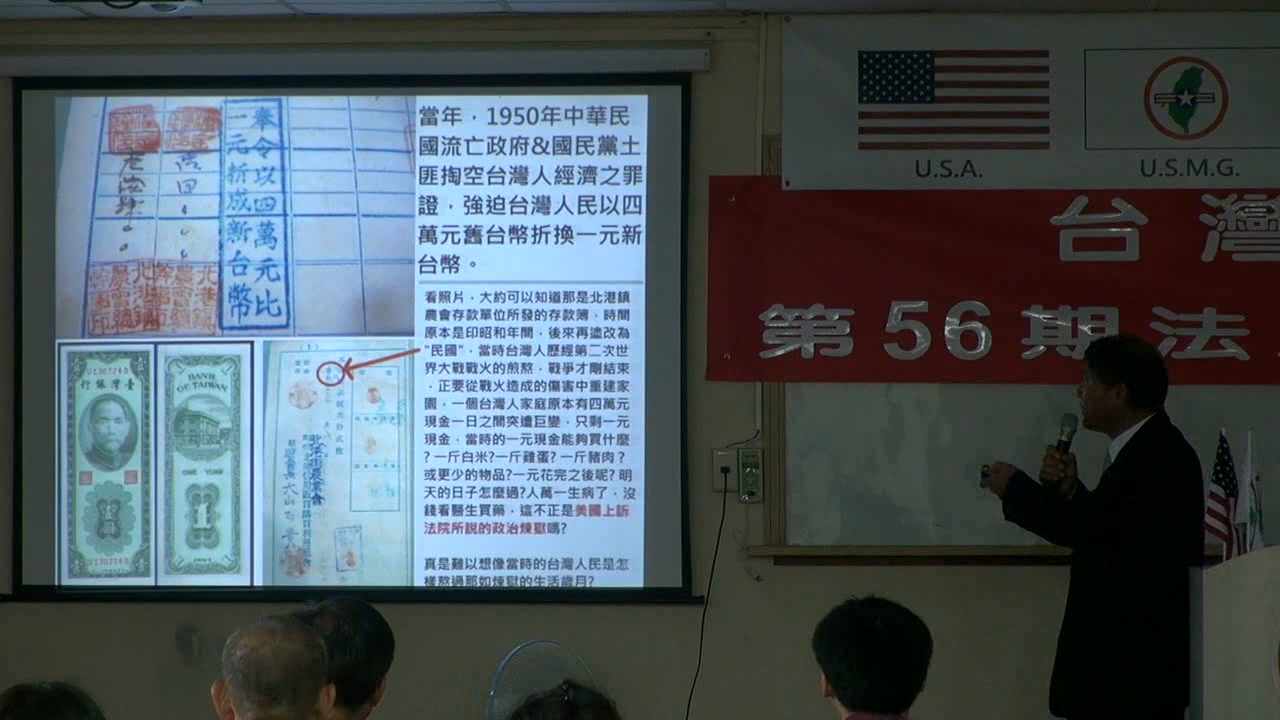 奉令以四萬元比
一元折成新台幣
當年，1950年中華民
國流亡政府&國民黨土
匪掏空台灣人經濟之罪
證，強迫台灣人民以四
萬元舊台幣折換一元新
台幣。
看照片，大約可以知道那是北港鎮
農會存款單位所發的存款簿，時間
原本是印昭和年間，後來再塗改為
"民國"，當時台灣人歷經第二次世
界大戰戰火的煎熬，戰爭才剛結束
，正要從戰火造成的傷害中重建家
園，一個台灣人家庭原本有四萬元
現金一日之間突遭巨變，只剩一元
現金，當時的一元現金能夠買什麼
?一斤白米?一斤雞蛋? 一斤豬肉?
或更少的物品?一元花完之後呢? 明
天的日子怎麼過?人萬一生病了，沒
錢看醫生買藥，這不正是美國上訴
法院所說的政治煉獄嗎?
真是難以想像當時的台灣人民是怎
樣熬過那如煉獄的生活歲月?
U130724D
行銀灣臺
U130724D
BANK
OF TAIWAN
ONE YUAN
1
U.S.A.
U.S.M.G.
台灣
第56期法